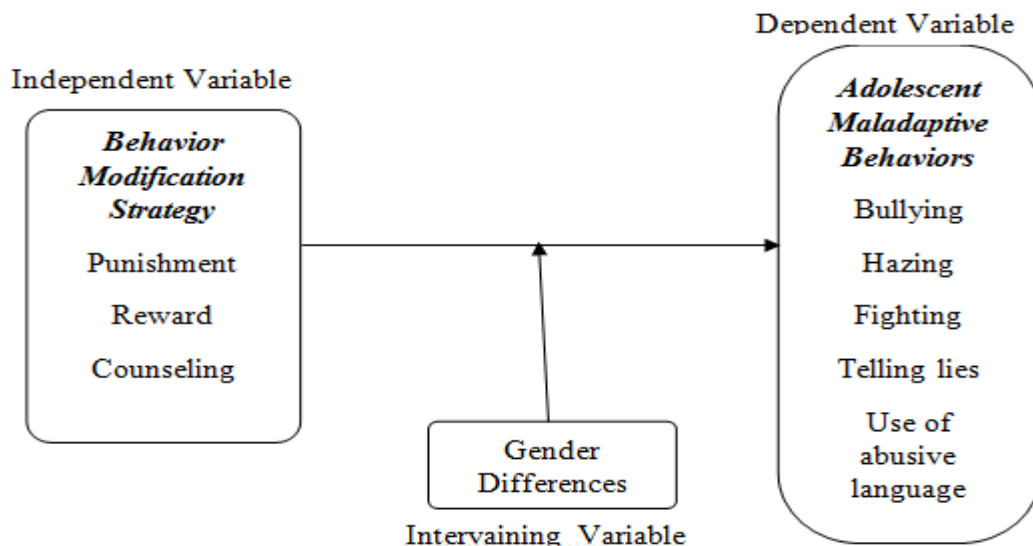 Independent Variable
Behavior
Modification
Strategy
Punishment
Reward
Counseling
Gender
Differences
Intervaining Variable
Dependent Variable
Adolescent
Maladaptive
Behaviors
Bullying
Hazing
Fighting
Telling lies
Use of
abusive
language